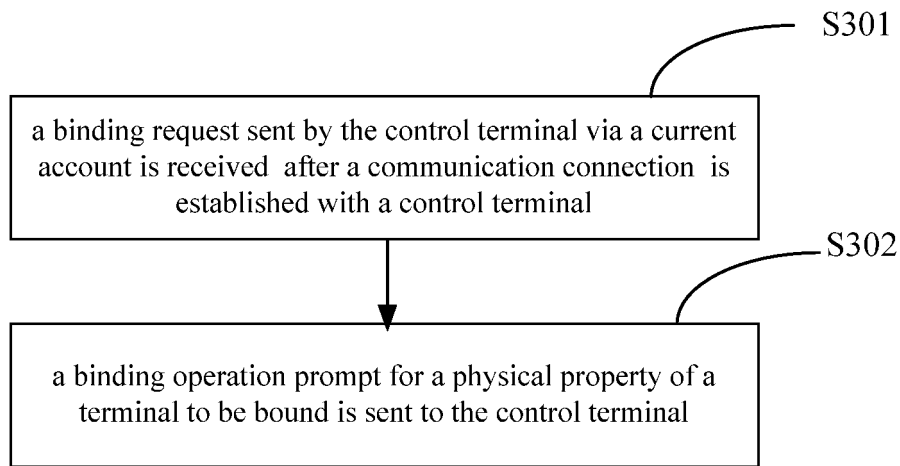 S301
a binding request sent by the control terminal via a current
account is received after a communication connection is
established with a control terminal
S302
a binding operation prompt for a physical property of a
terminal to be bound is sent to the control terminal